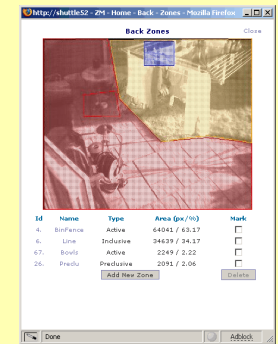 http://shuttle52 - ZM - Home - Back - Zones - Mozilla Firefox
Back Zones
Close
Id Name Type Area (px/%) Mark
4. BinFence Active 64041 / 63.17
6. Line Inclusive 34639 / 34.17
67. Bowls Active 2249 / 2.22
26. Preclu Preclusive 2091 / 2.06
Add New Zone
Delete
Done
Adblock